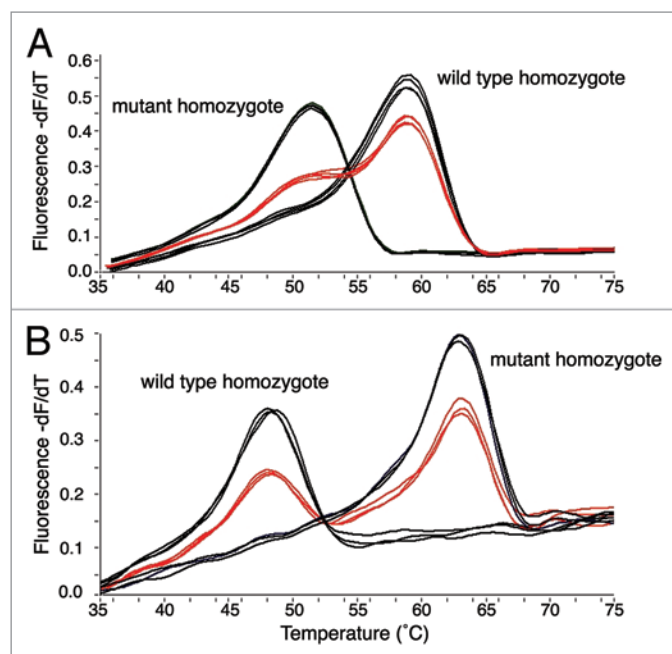 A
0.6
0.5
0.4
0.3
0.2
0.1
0.0
Fluorescence -dF/dT
mutant homozygote
wild type homozygote
35 40 45 50 55 60 65 70 75
B
0.5
0.4
0.3
0.2
0.1
0.0
Fluorescence -dF/dT
wild type homozygote
mutant homozygote
35 40 45 50 55 60 65 70 75
Temperature (˚C)